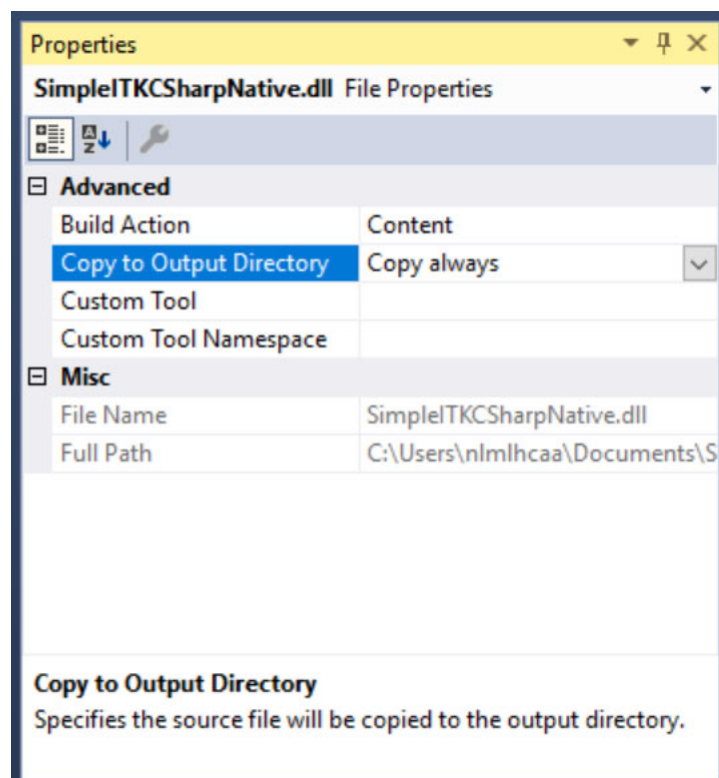 Properties
SimpleITKCSharpNative.dll File Properties
Advanced
Build Action Content
Copy to Output Directory Copy always
Custom Tool
Custom Tool Namespace
Misc
File Name SimpleITKCSharpNative.dll
Full Path C:\Users\nlmlhcaa\Documents\S
Copy to Output Directory
Specifies the source file will be copied to the output directory.